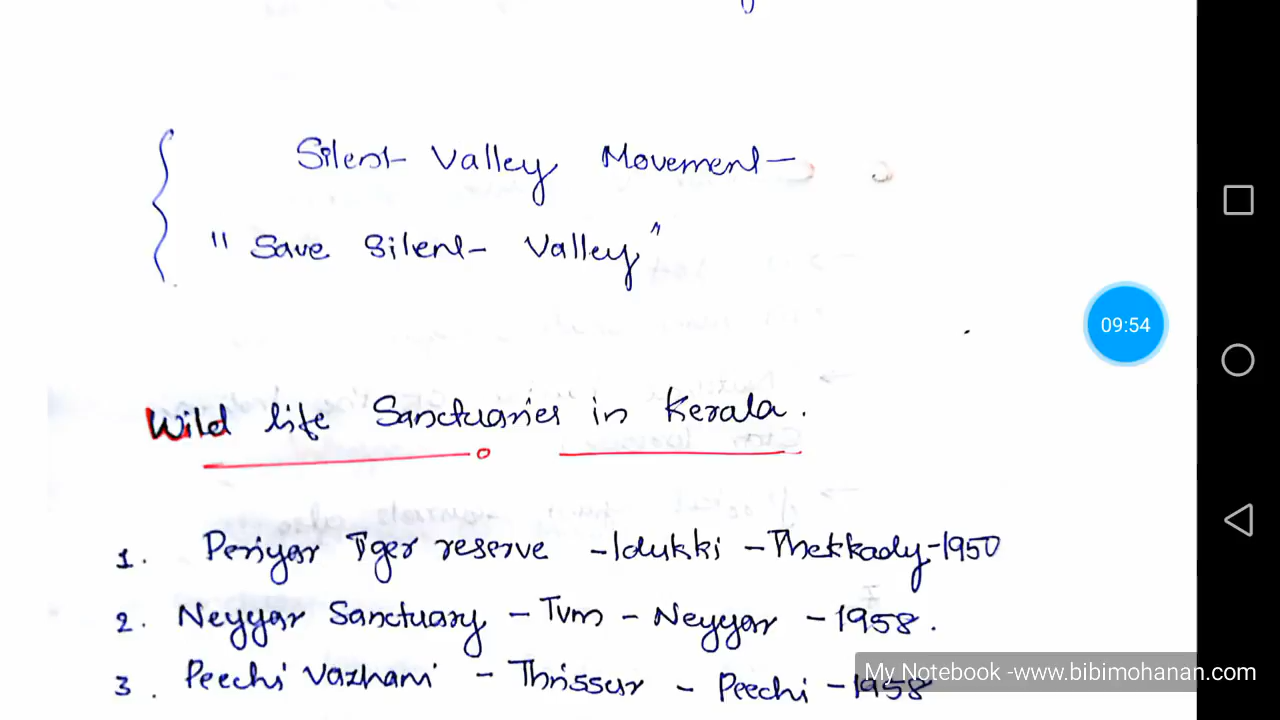 Silent Valley Movement-
" Save Silent Valley"
09:54
Wild life Sanctuaries in Kerala.
1. Periyar Tiger reserve - Idukki - Thekkady-1950
2. Neyyar Sanctuary - Tvm - Neyyar - 1958.
3. Peechi Vazhani - Thrissur - Peechi - 1958
My Notebook -www.bibimohanan.com